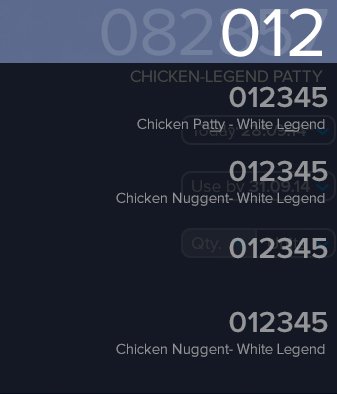 012
CHICKEN-LEGEND PATTY
012345
Chicken Patty - White Legend
Today 28.09.14
012345
Use by 31.09.14
Chicken Nuggent- White Legend
Qty.
012345
012345
Chicken Nuggent- White Legend